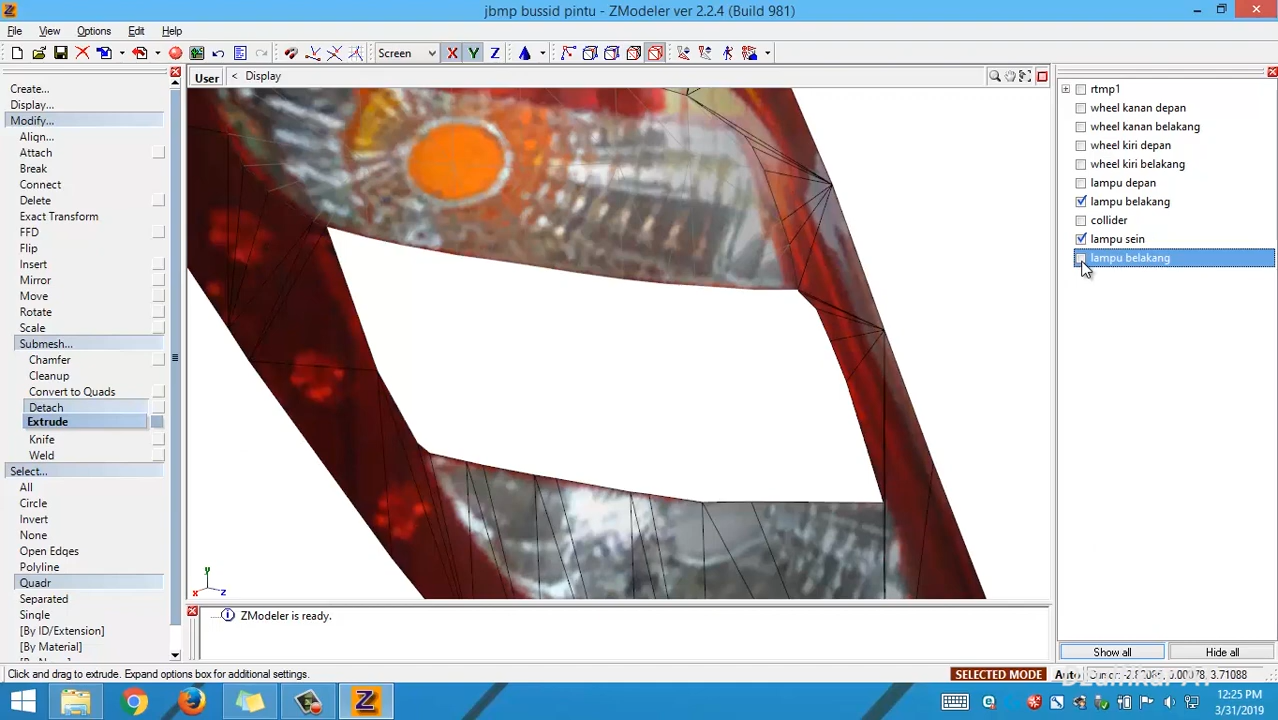 jbmp bussid pintu - ZModeler ver 2.2.4 (Build 981)
File View Options Edit Help
Screen X Y Z
Create...
Display...
Modify...
Align...
Attach
Break
Connect
Delete
Exact Transform
FFD
Flip
Insert
Mirror
Move
Rotate
Scale
Submesh...
Chamfer
Cleanup
Convert to Quads
Detach
Extrude
Knife
Weld
Select...
All
Circle
Invert
None
Open Edges
Polyline
Quadr
Separated
Single
[By ID/Extension]
[By Material]
User < Display
y
x z
ZModeler is ready.
rtmp1
wheel kanan depan
wheel kanan belakang
wheel kiri depan
wheel kiri belakang
lampu depan
lampu belakang
collider
lampu sein
lampu belakang
Show all Hide all
Click and drag to extrude. Expand options box for additional settings.
SELECTED MODE Auto
12:25 PM
3/31/2019